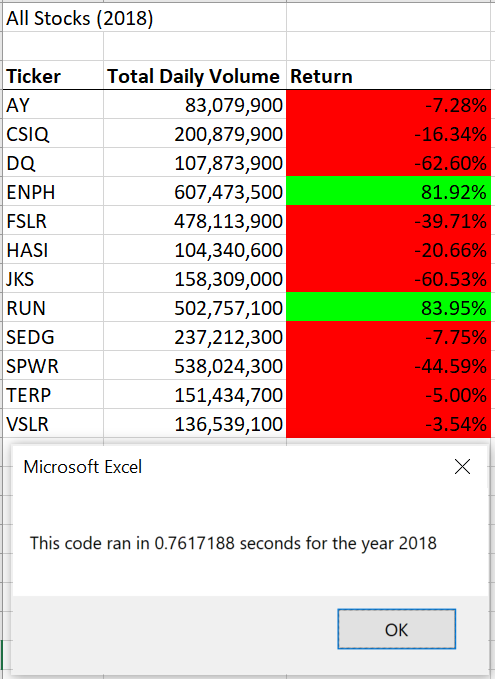 All Stocks (2018)
Ticker Total Daily Volume Return
AY 83,079,900 -7.28%
CSIQ 200,879,900 -16.34%
DQ 107,873,900 -62.60%
ENPH 607,473,500 81.92%
FSLR 478,113,900 -39.71%
HASI 104,340,600 -20.66%
JKS 158,309,000 -60.53%
RUN 502,757,100 83.95%
SEDG 237,212,300 -7.75%
SPWR 538,024,300 -44.59%
TERP 151,434,700 -5.00%
VSLR 136,539,100 -3.54%
Microsoft Excel
This code ran in 0.7617188 seconds for the year 2018
OK